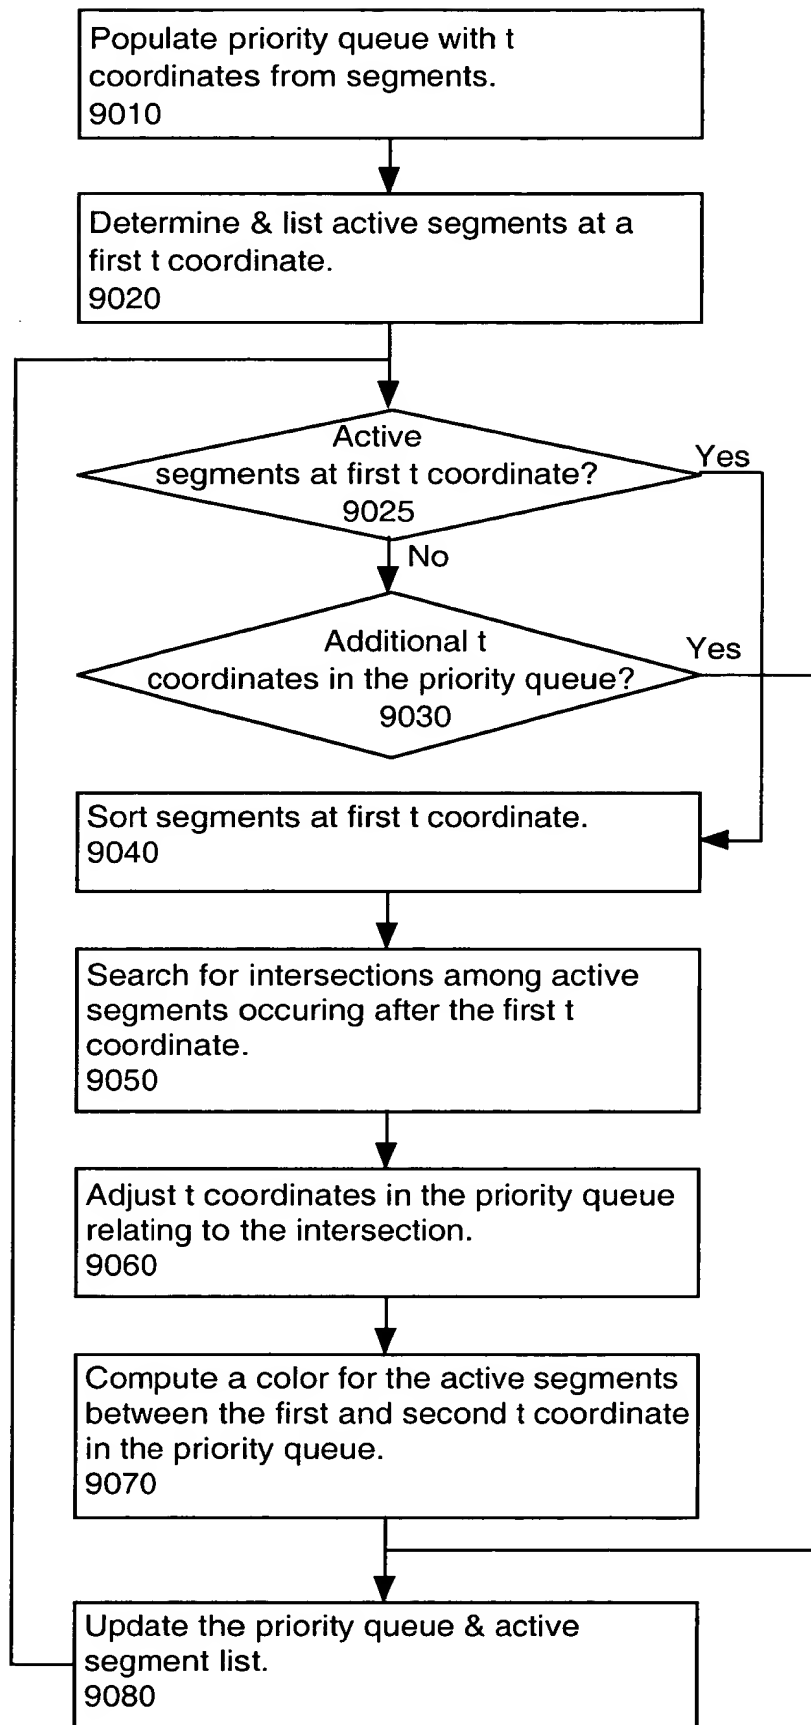 Populate priority queue with t
coordinates from segments.
9010
Determine & list active segments at a
first t coordinate.
9020
Active
segments at first t coordinate?
9025
Yes
No
Additional t
coordinates in the priority queue?
9030
Yes
Sort segments at first t coordinate.
9040
Search for intersections among active
segments occuring after the first t
coordinate.
9050
Adjust t coordinates in the priority queue
relating to the intersection.
9060
Compute a color for the active segments
between the first and second t coordinate
in the priority queue.
9070
Update the priority queue & active
segment list.
9080